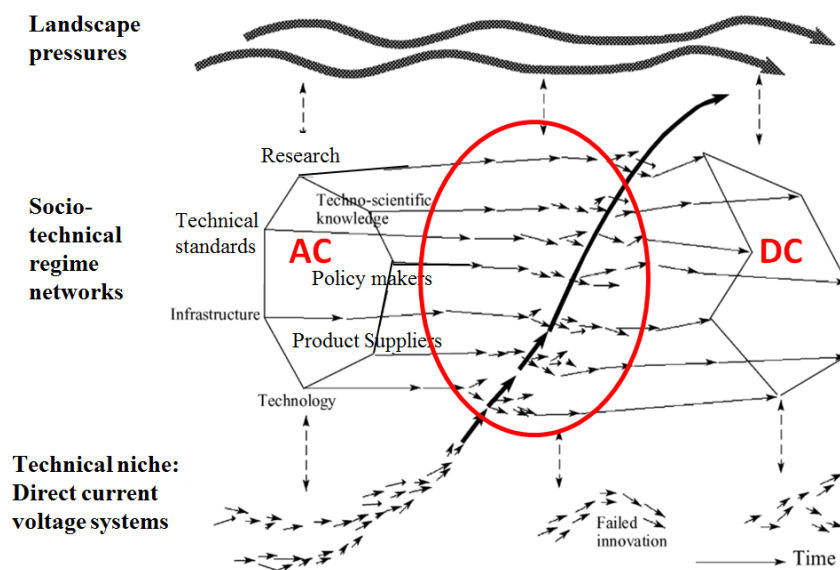 Landscape
pressures
Research
Techno-scientific
knowledge
Socio-
technical
regime
networks
Technical
standards
AC
DC
Policy makers
Infrastructure
Product Suppliers
Technology
Technical niche:
Direct current
voltage systems
Failed
innovation
Time